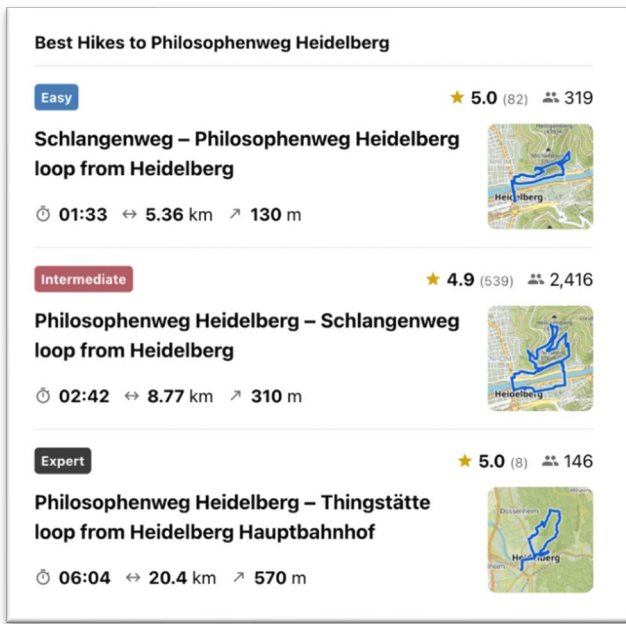 Best Hikes to Philosophenweg Heidelberg
Easy
5.0 (82) 319
Schlangenweg – Philosophenweg Heidelberg
loop from Heidelberg
01:33 ↔ 5.36 km ↗ 130 m
Heidelberg
Intermediate
4.9 (539) 2,416
Philosophenweg Heidelberg – Schlangenweg
loop from Heidelberg
02:42 ↔ 8.77 km ↗ 310 m
Heidelberg
Expert
5.0 (8) 146
Philosophenweg Heidelberg – Thingstätte
loop from Heidelberg Hauptbahnhof
06:04 ↔ 20.4 km ↗ 570 m
Dossenheim
Heidelberg